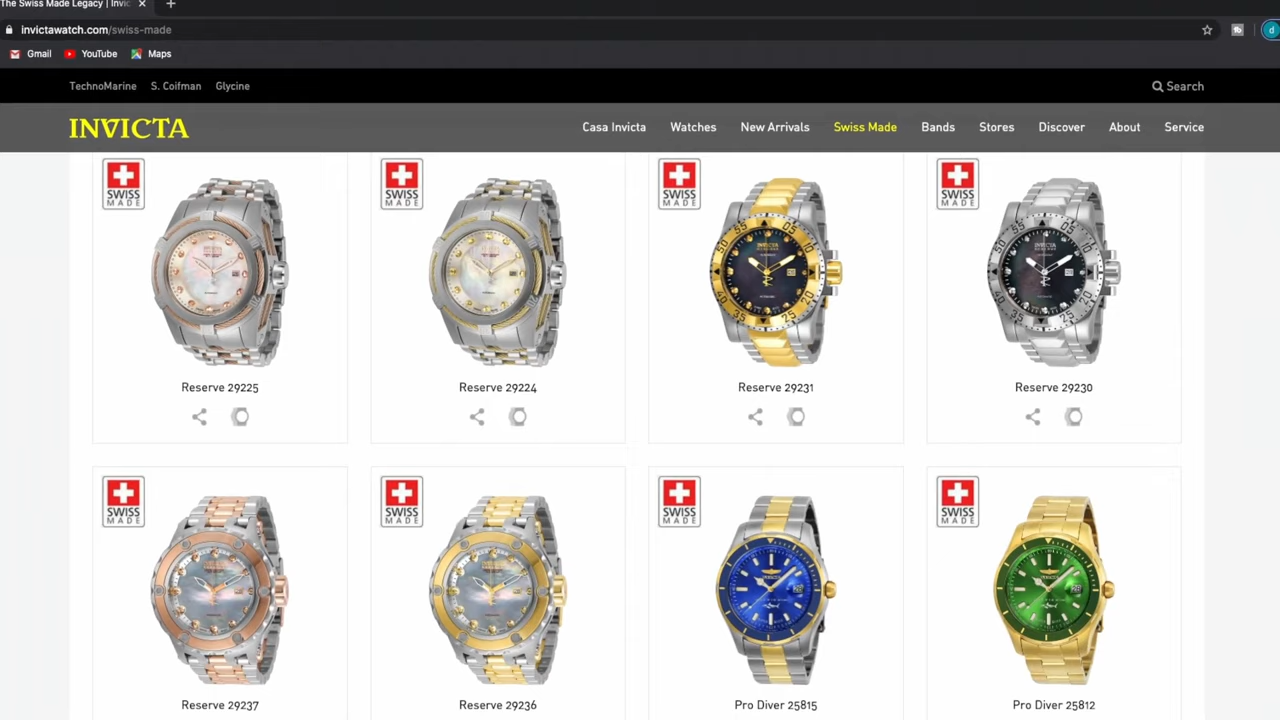 The Swiss Made Legacy | Invic
invictawatch.com/swiss-made
Gmail YouTube Maps
TechnoMarine S. Coifman Glycine Search
INVICTA Casa Invicta Watches New Arrivals Swiss Made Bands Stores Discover About Service
SWISS MADE SWISS MADE SWISS MADE SWISS MADE
Reserve 29225 Reserve 29224 Reserve 29231 Reserve 29230
SWISS MADE SWISS MADE SWISS MADE SWISS MADE
Reserve 29237 Reserve 29236 Pro Diver 25815 Pro Diver 25812